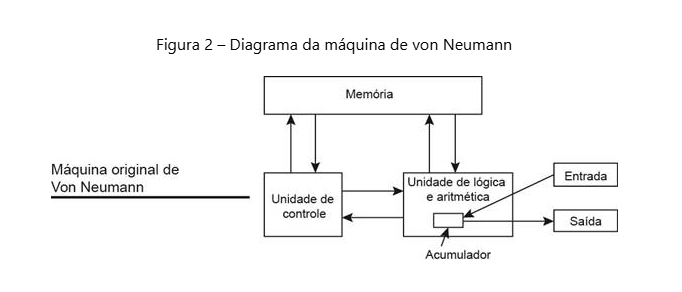 Figura 2 – Diagrama da máquina de von Neumann
Memória
Máquina original de
Von Neumann
Unidade de
controle
Unidade de lógica
e aritmética
Entrada
Saída
Acumulador